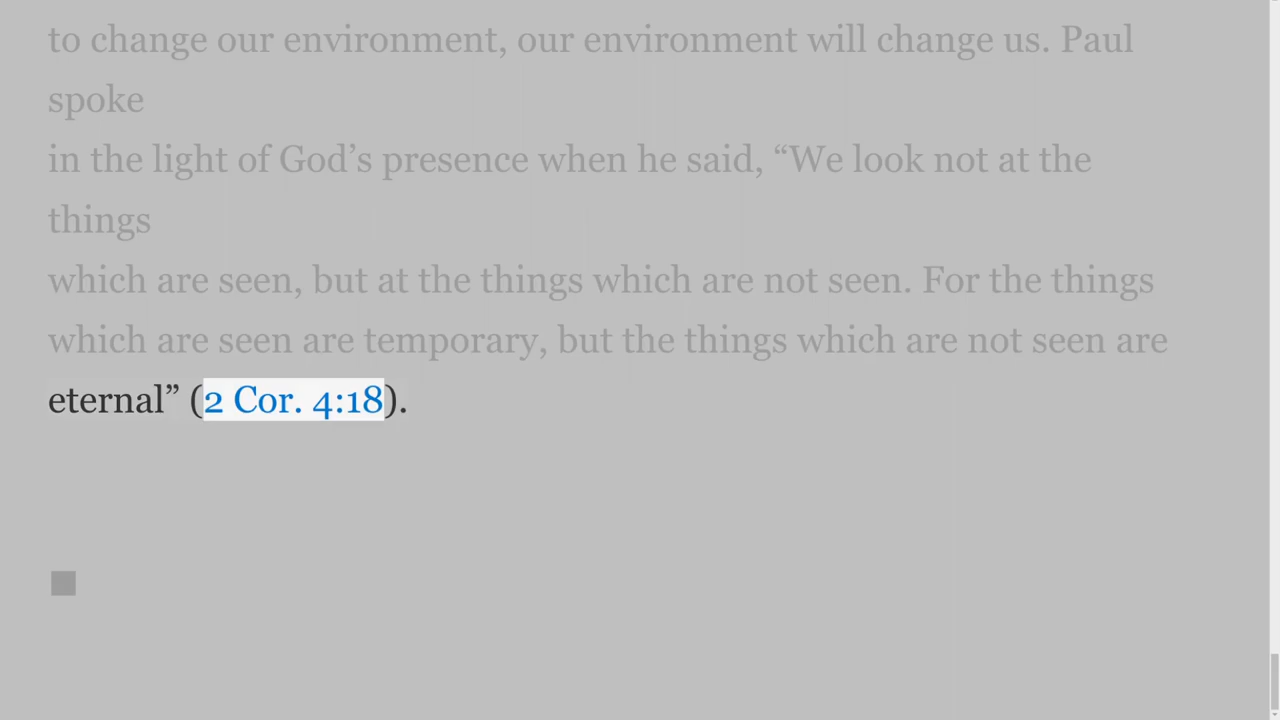 to change our environment, our environment will change us. Paul
spoke
in the light of God’s presence when he said, “We look not at the
things
which are seen, but at the things which are not seen. For the things
which are seen are temporary, but the things which are not seen are
eternal” (2 Cor. 4:18).